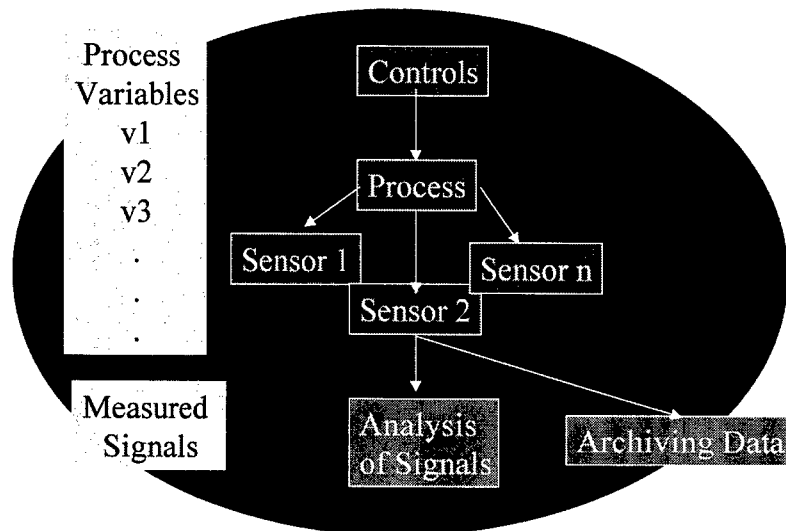 Process
Variables
v1
v2
v3
.
.
.
Measured
Signals
Controls
Process
Sensor 1
Sensor n
Sensor 2
Analysis
of Signals
Archiving Data